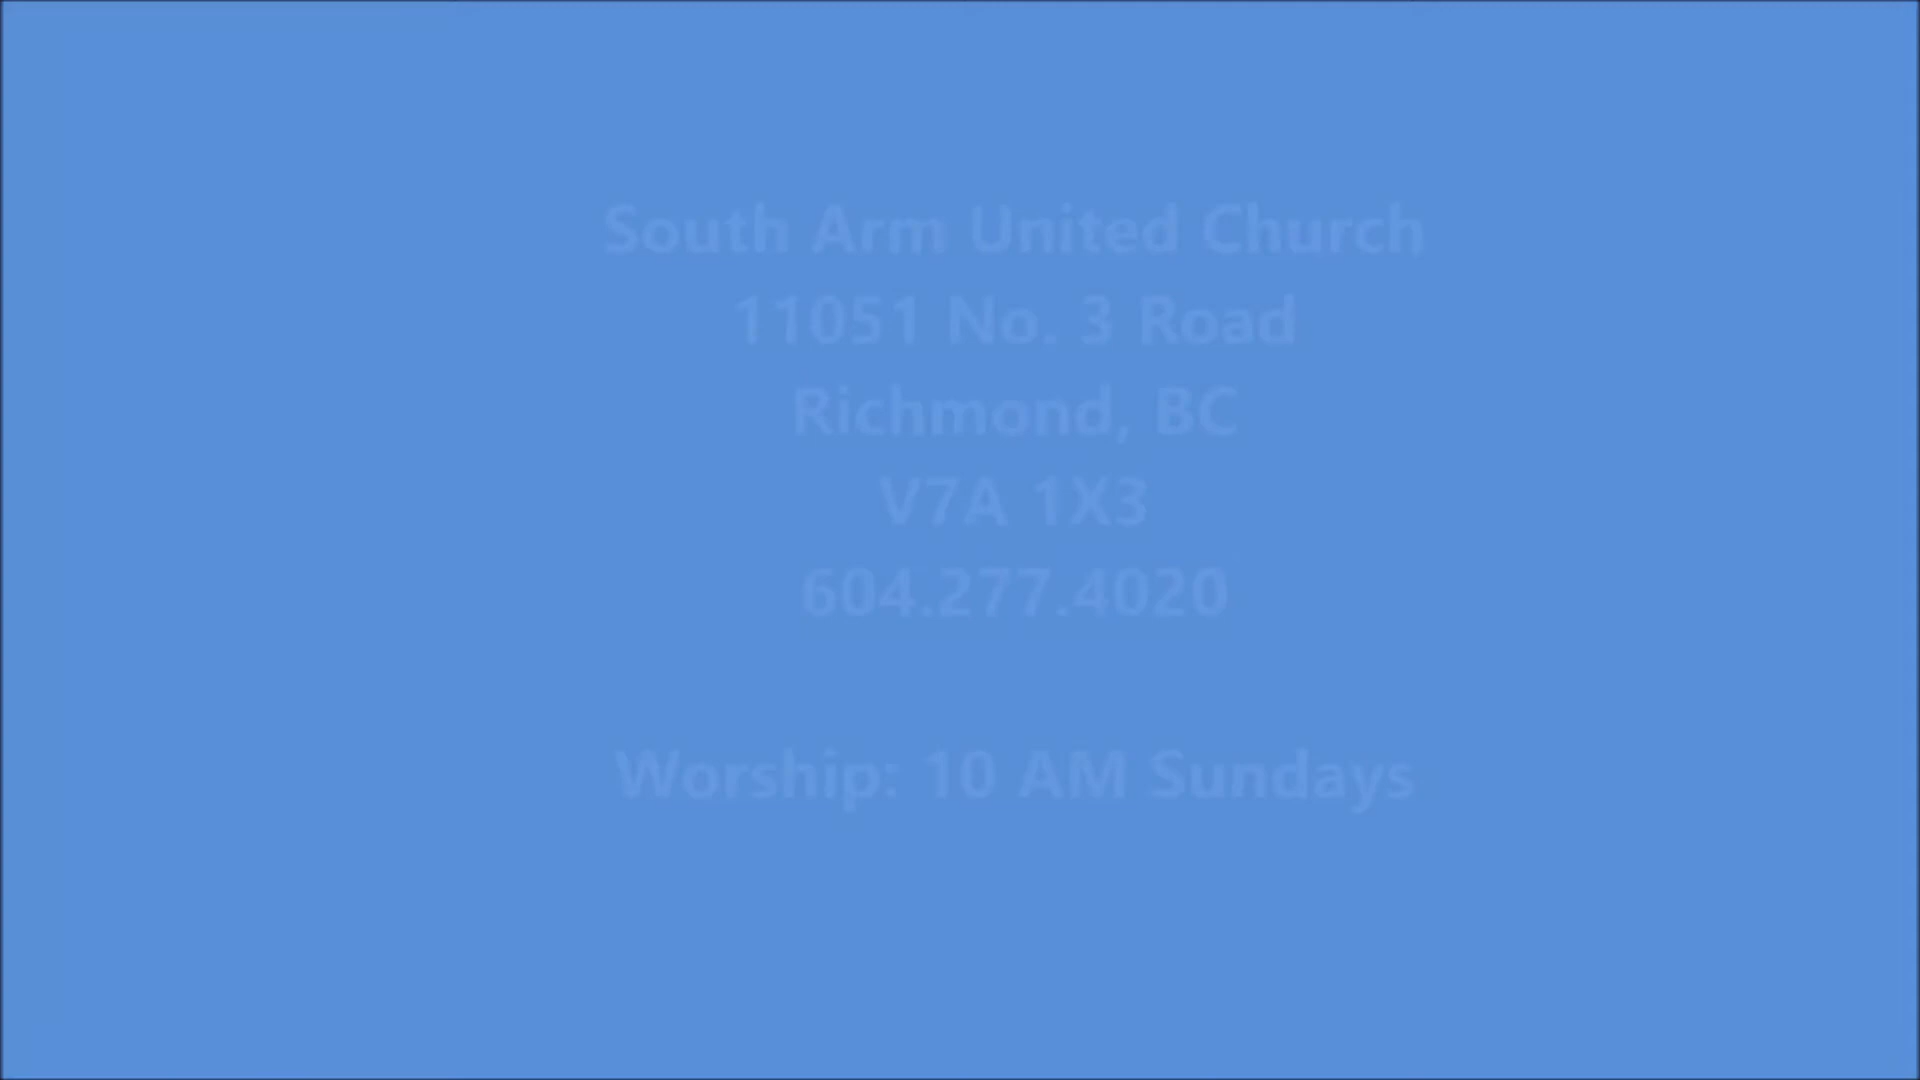 South Arm United Church
11051 No. 3 Road
Richmond, BC
V7A 1X3
604.277.4020
Worship: 10 AM Sundays